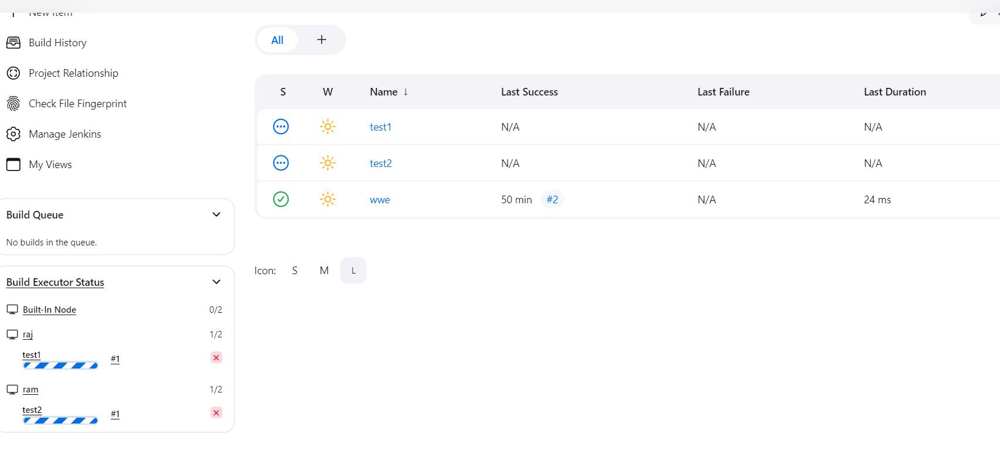 New Item
Build History
Project Relationship
Check File Fingerprint
Manage Jenkins
My Views
Build Queue
No builds in the queue.
Build Executor Status
Built-In Node 0/2
raj 1/2
test1 #1
ram 1/2
test2 #1
All +
S W Name ↓ Last Success Last Failure Last Duration
test1 N/A N/A N/A
test2 N/A N/A N/A
wwe 50 min #2 N/A 24 ms
Icon: S M L